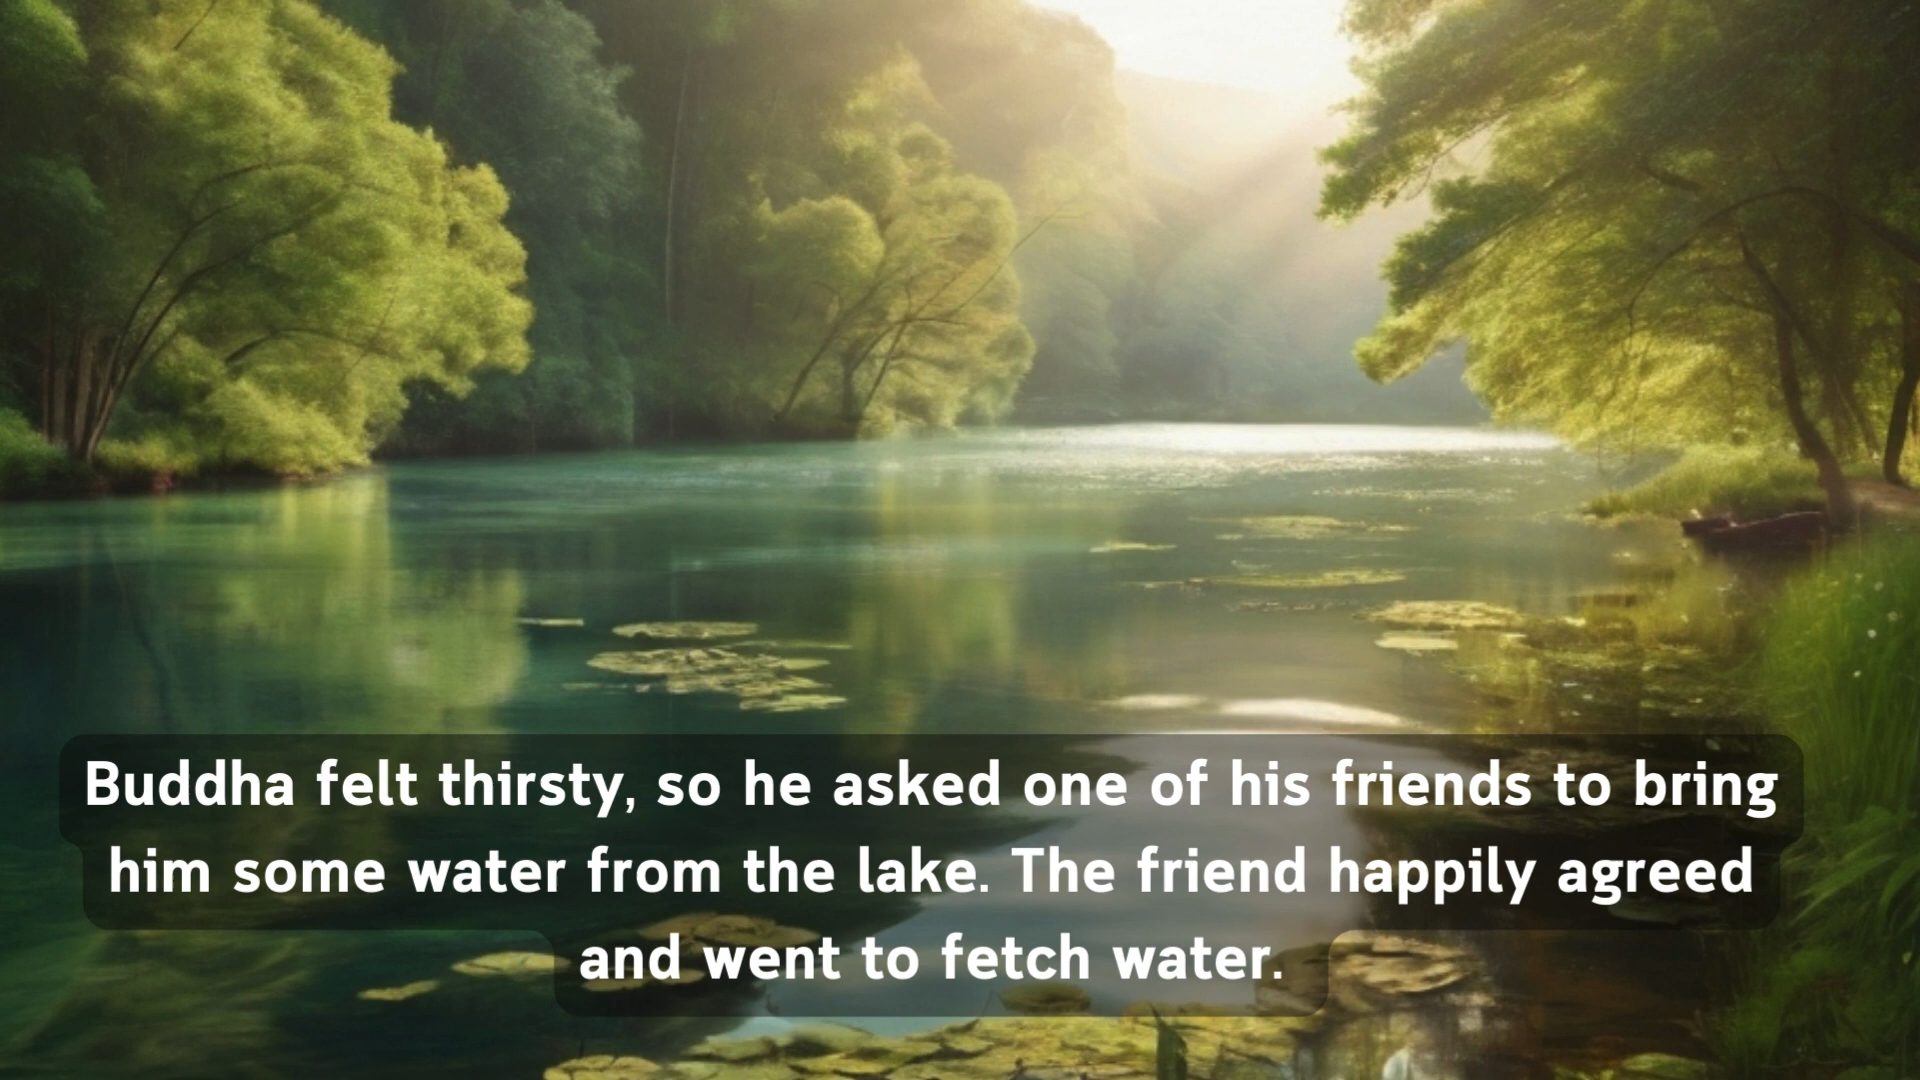 Buddha felt thirsty, so he asked one of his friends to bring
him some water from the lake. The friend happily agreed
and went to fetch water.